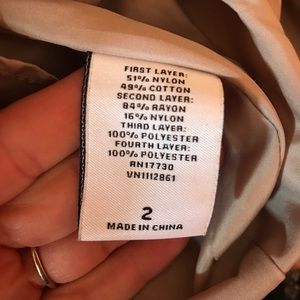 FIRST LAYER:
51% NYLON
49% COTTON
SECOND LAYER:
84% RAYON
16% NYLON
THIRD LAYER:
100% POLYESTER
FOURTH LAYER:
100% POLYESTER
RN17730
VN1112861
2
MADE IN CHINA